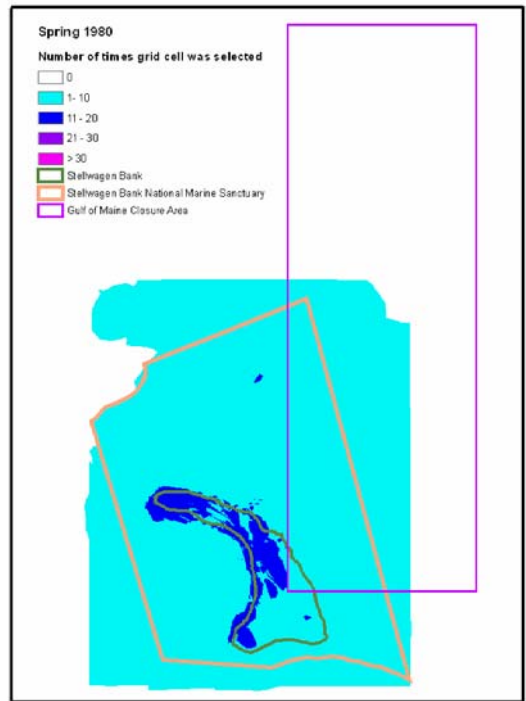 Spring 1980
Number of times grid cell was selected
0
1- 10
11 - 20
21 - 30
> 30
Stellwagen Bank
Stellwagen Bank National Marine Sanctuary
Gulf of Maine Closure Area